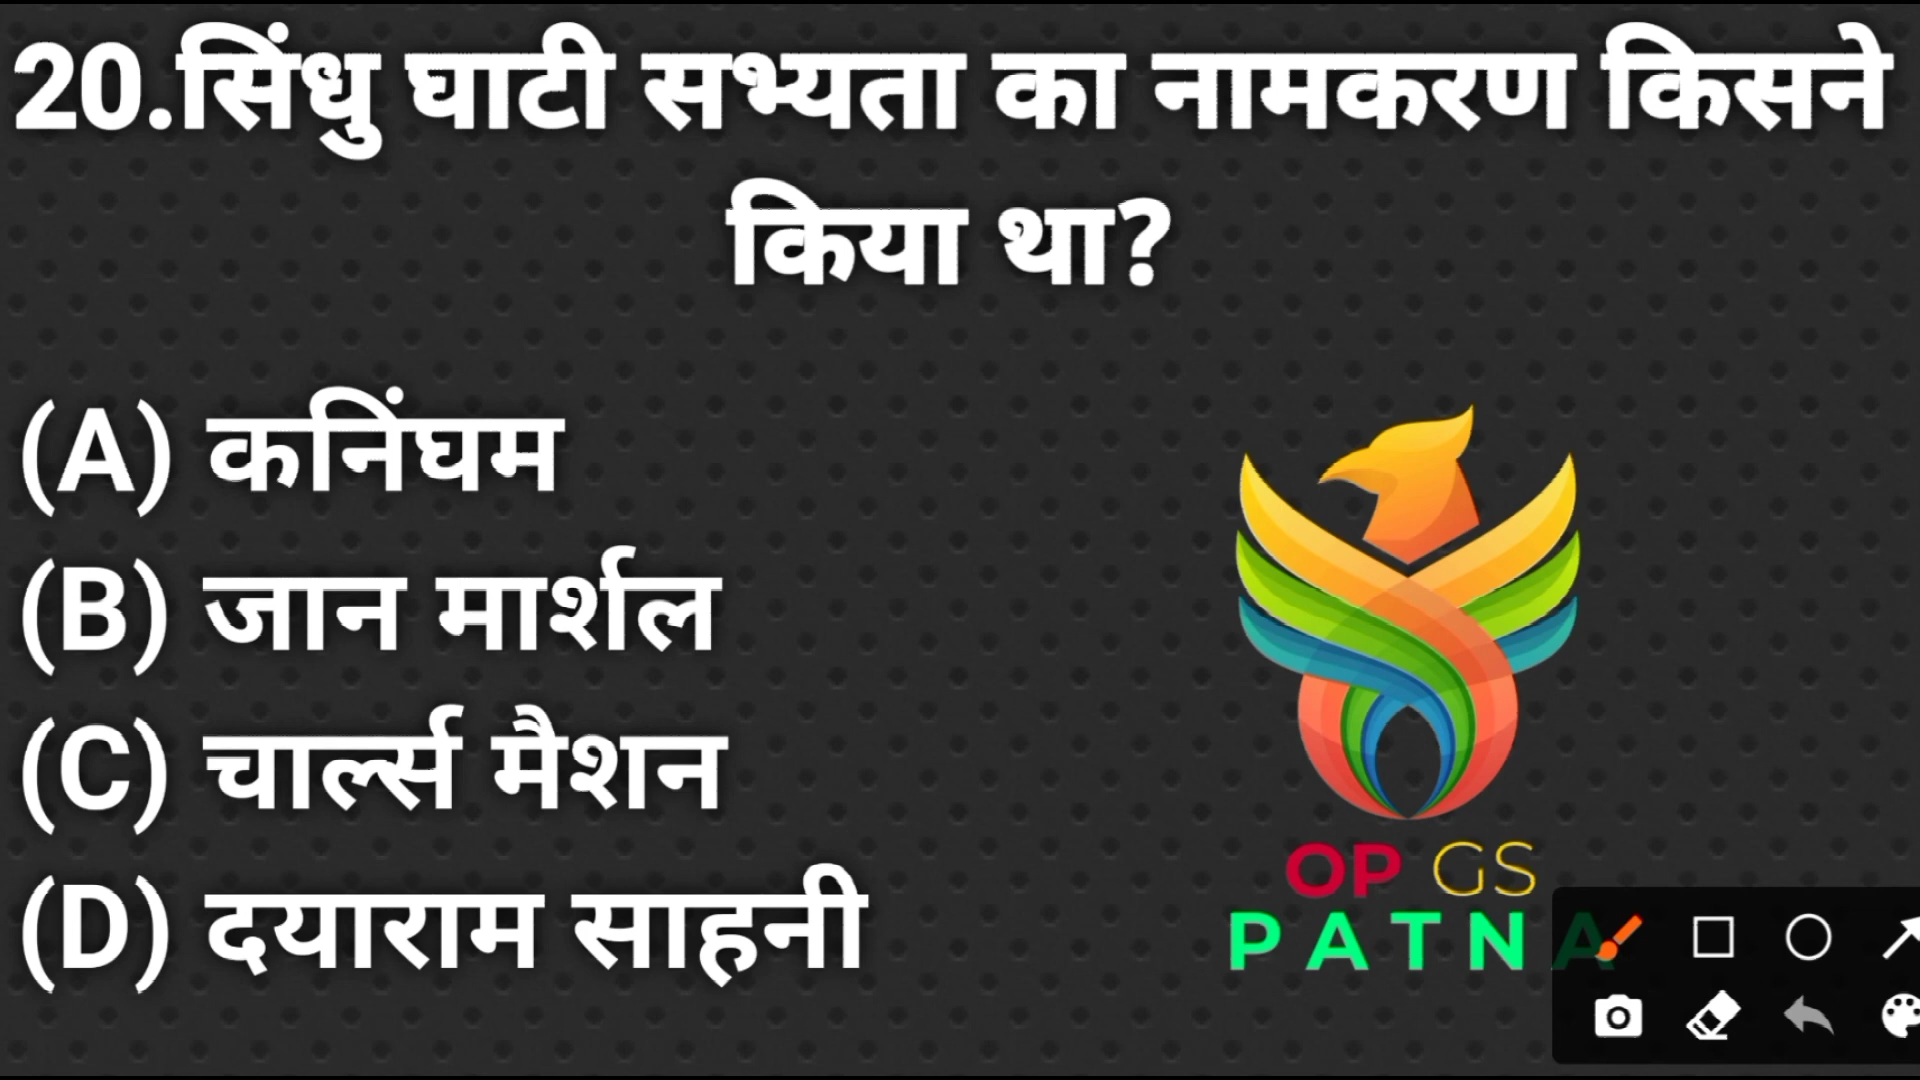 20.सिंधु घाटी सभ्यता का नामकरण किसने
किया था?
(A) कनिंघम
(B) जान मार्शल
(C) चार्ल्स मैशन
(D) दयाराम साहनी
OP GS
PATNA